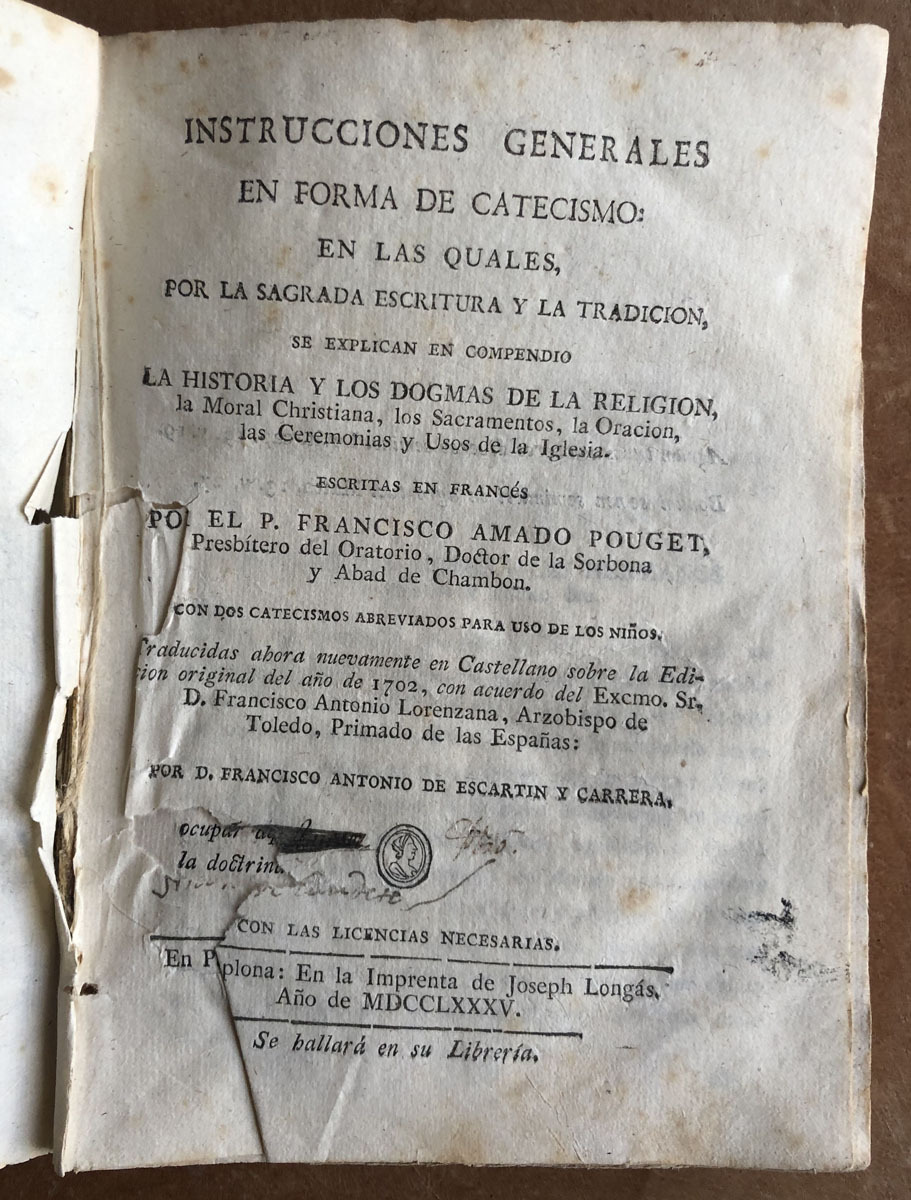 INSTRUCCIONES GENERALES
EN FORMA DE CATECISMO:
EN LAS QUALES,
POR LA SAGRADA ESCRITURA Y LA TRADICION,
SE EXPLICAN EN COMPENDIO
LA HISTORIA Y LOS DOGMAS DE LA RELIGION,
la Moral Christiana, los Sacramentos, la Oracion,
las Ceremonias y Usos de la Iglesia.
ESCRITAS EN FRANCéS
PO EL P. FRANCISCO AMADO POUGET,
Presbítero del Oratorio, Doctor de la Sorbona
y Abad de Chambon.
CON DOS CATECISMOS ABREVIADOS PARA USO DE LOS NIÑOS.
Traducidas ahora nuevamente en Castellano sobre la Edi-
cion original del año de 1702, con acuerdo del Excmo. Sr.
D. Francisco Antonio Lorenzana, Arzobispo de
Toledo, Primado de las Españas:
POR D. FRANCISCO ANTONIO DE ESCARTIN Y CARRERA,
ocupar
la doctrin
CON LAS LICENCIAS NECESARIAS.
En P plona: En la Imprenta de Joseph Longás.
Año de MDCCLXXXV.
Se hallará en su Librería.